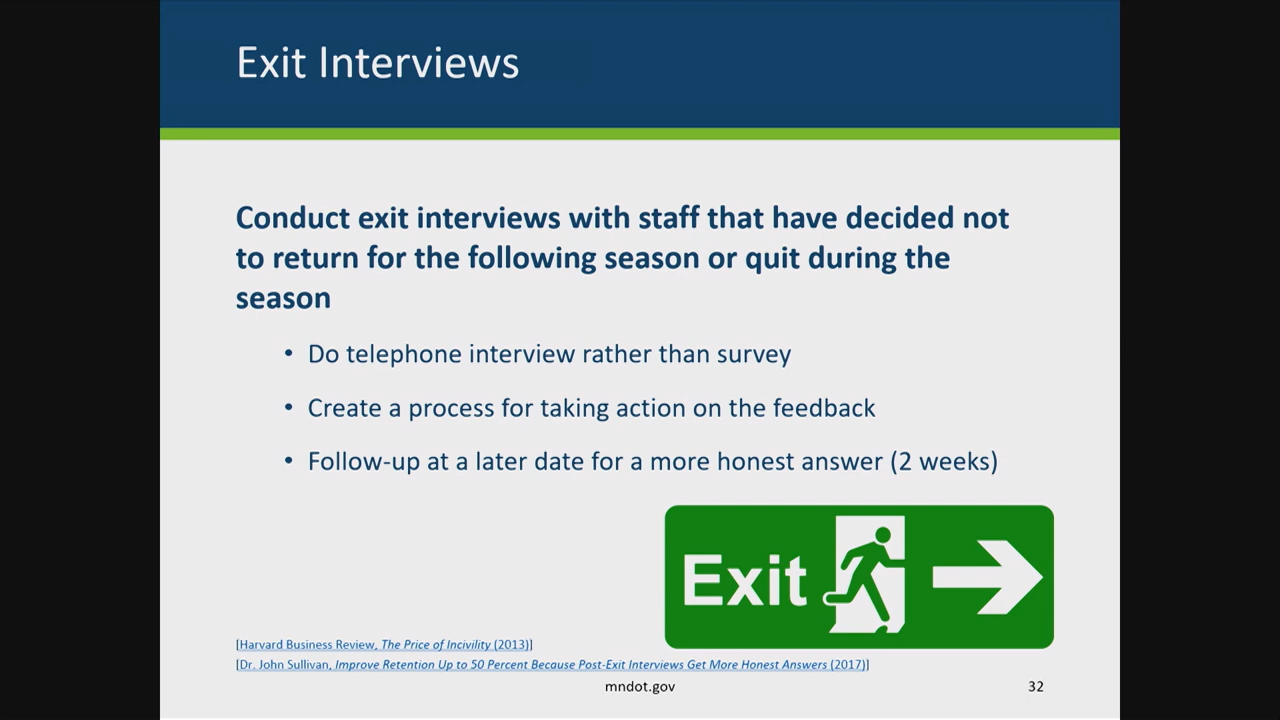 Exit Interviews
Conduct exit interviews with staff that have decided not
to return for the following season or quit during the
season
• Do telephone interview rather than survey
• Create a process for taking action on the feedback
• Follow-up at a later date for a more honest answer (2 weeks)
Exit
[Harvard Business Review, The Price of Incivility (2013)]
[Dr. John Sullivan, Improve Retention Up to 50 Percent Because Post-Exit Interviews Get More Honest Answers (2017)]
mndot.gov
32